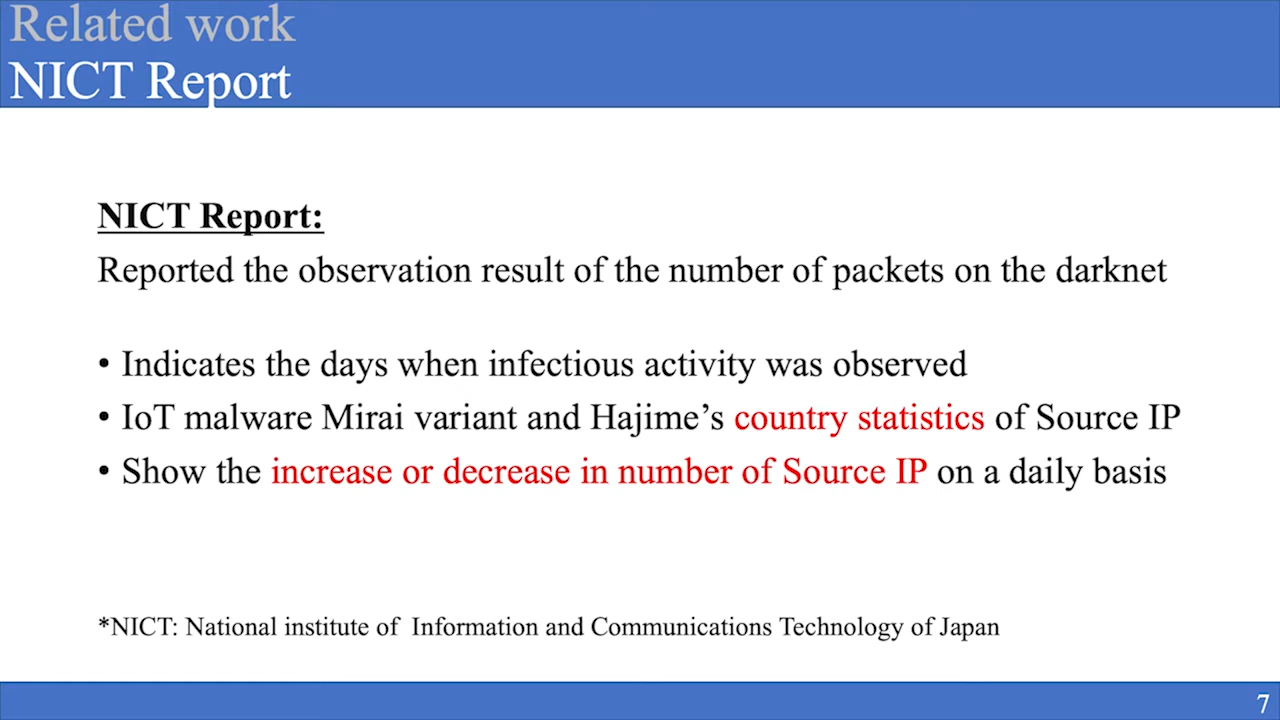 Related work
NICT Report
NICT Report:
Reported the observation result of the number of packets on the darknet
• Indicates the days when infectious activity was observed
• IoT malware Mirai variant and Hajime’s country statistics of Source IP
• Show the increase or decrease in number of Source IP on a daily basis
*NICT: National institute of Information and Communications Technology of Japan
7